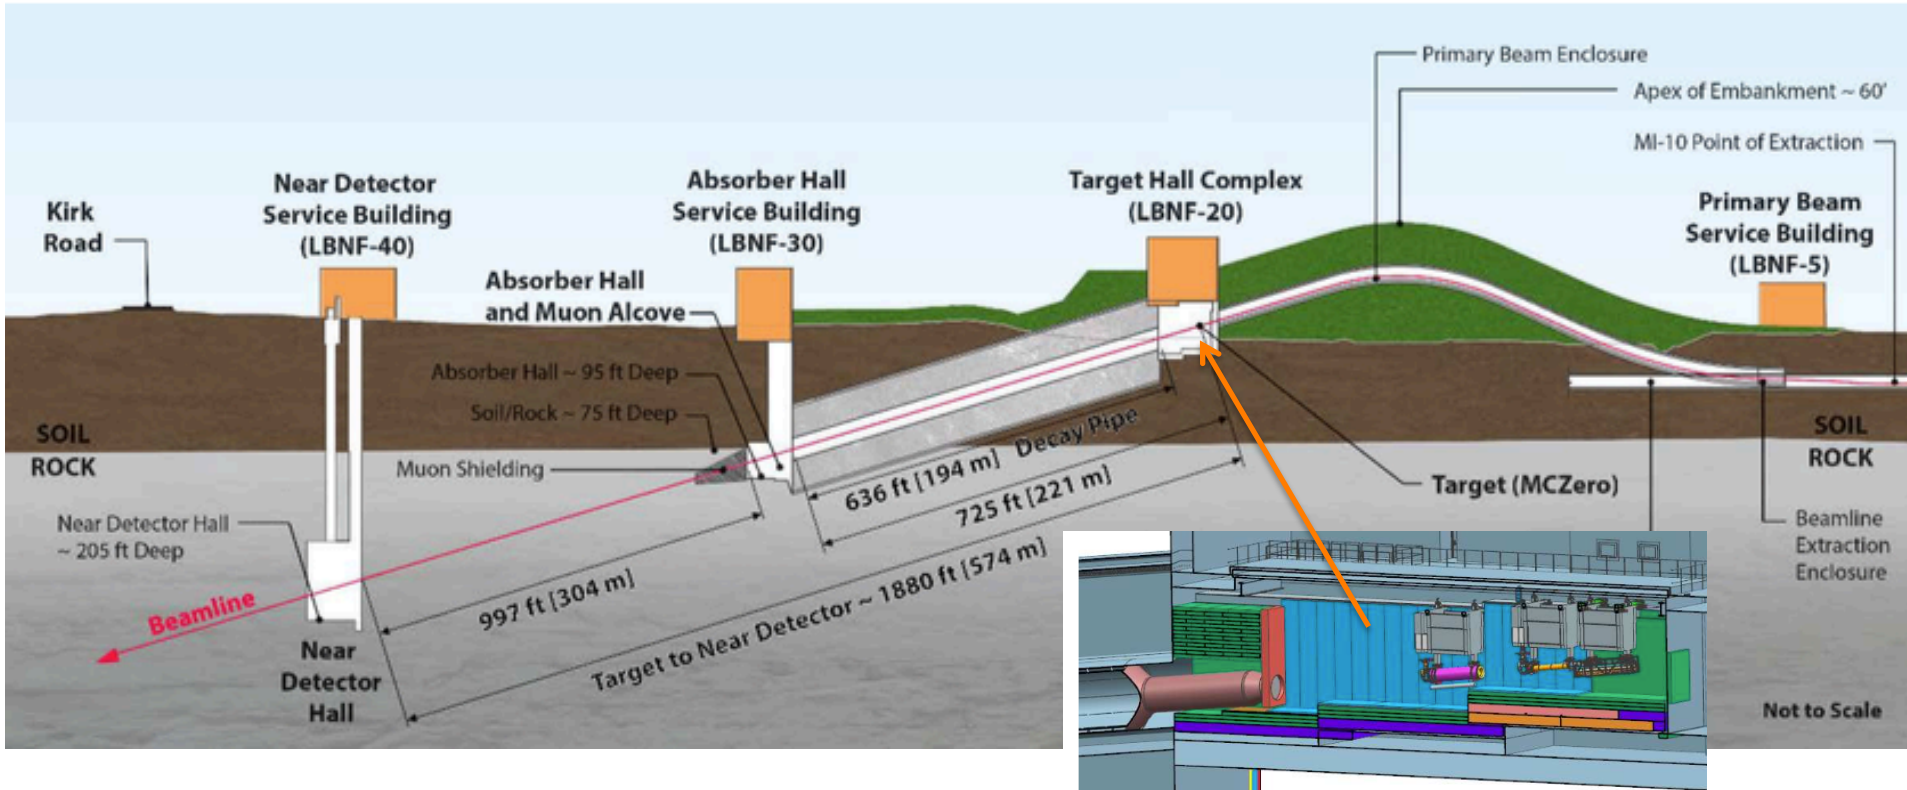 Primary Beam Enclosure
Apex of Embankment ~ 60'
MI-10 Point of Extraction
Kirk
Road
Near Detector
Service Building
(LBNF-40)
Absorber Hall
Service Building
(LBNF-30)
Target Hall Complex
(LBNF-20)
Primary Beam
Service Building
(LBNF-5)
Absorber Hall
and Muon Alcove
Absorber Hall ~ 95 ft Deep
Soil/Rock ~ 75 ft Deep
SOIL
ROCK
Muon Shielding
SOIL
ROCK
636 ft [194 m] Decay Pipe
725 ft [221 m]
Target (MCZero)
Near Detector Hall
~ 205 ft Deep
Beamline
Extraction
Enclosure
997 ft [304 m]
Target to Near Detector ~ 1880 ft [574 m]
Beamline
Near
Detector
Hall
Not to Scale